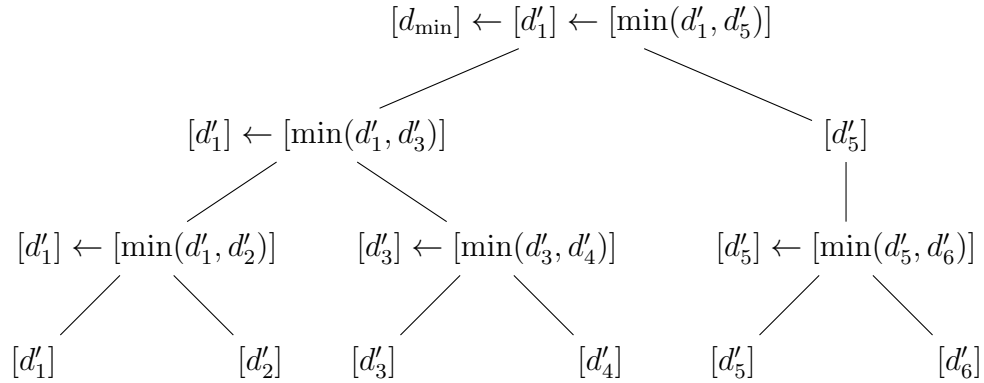 [d_min] ← [d′_1] ← [min(d′_1, d′_5)]
[d′_1] ← [min(d′_1, d′_3)] [d′_5]
[d′_1] ← [min(d′_1, d′_2)] [d′_3] ← [min(d′_3, d′_4)] [d′_5] ← [min(d′_5, d′_6)]
[d′_1] [d′_2] [d′_3] [d′_4] [d′_5] [d′_6]